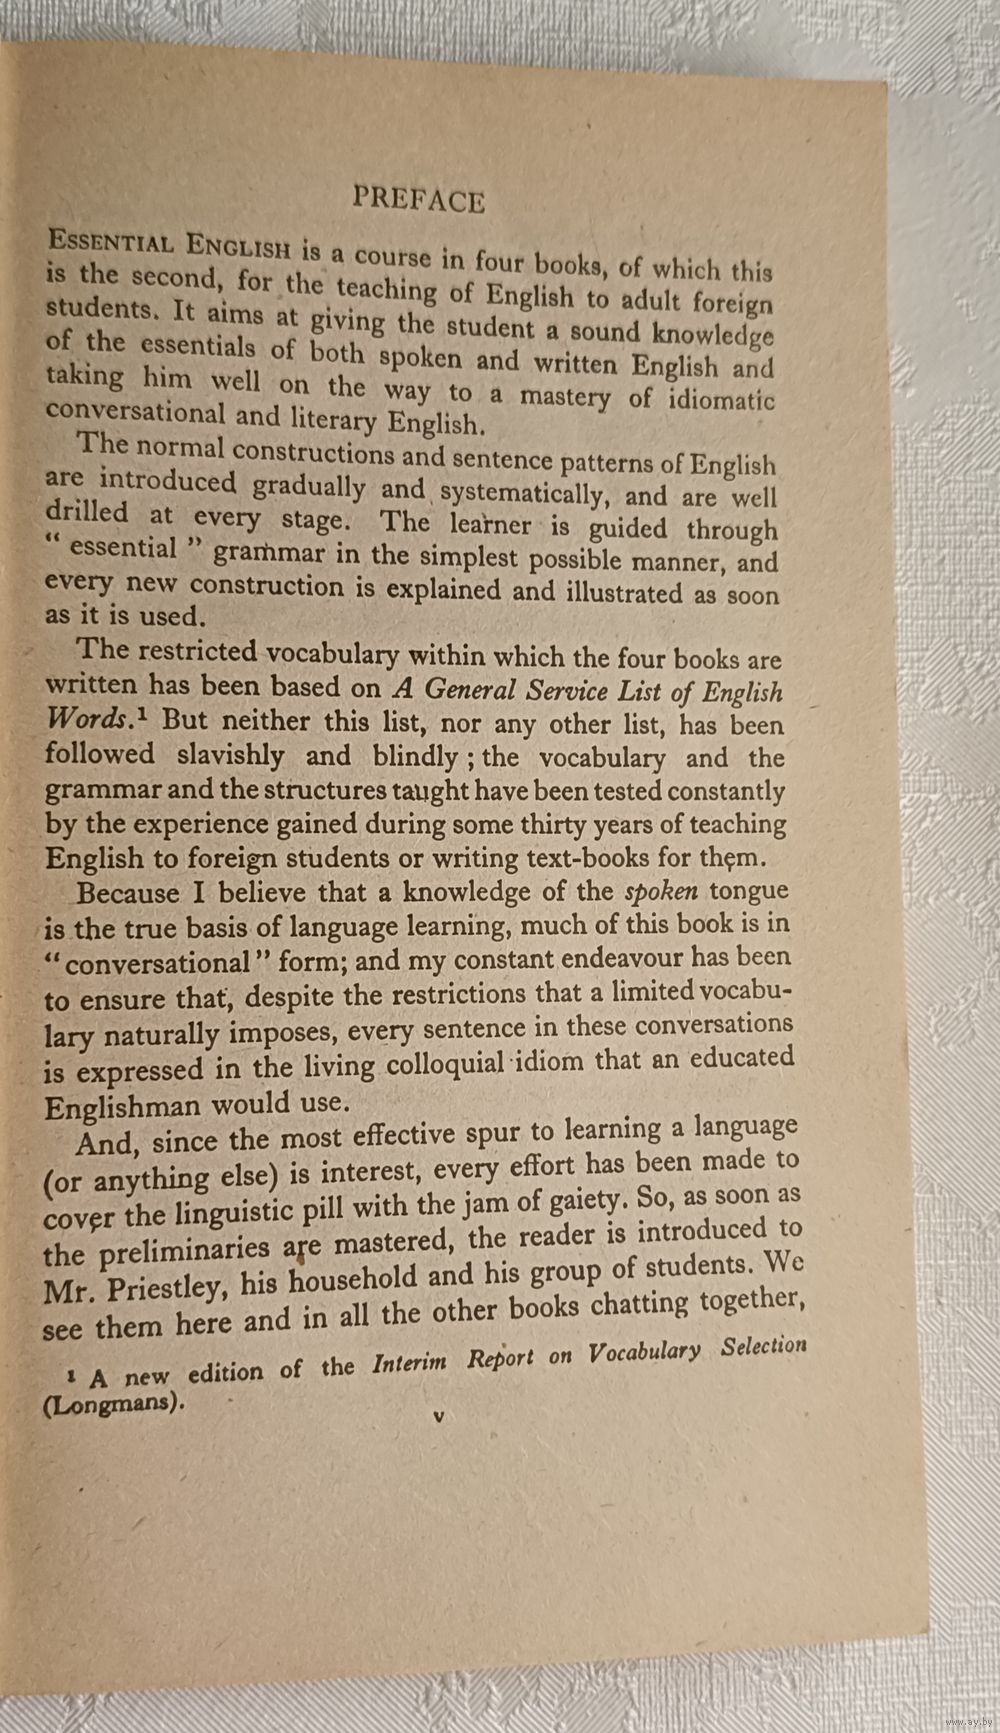 PREFACE
ESSENTIAL ENGLISH is a course in four books, of which this
is the second, for the teaching of English to adult foreign
students. It aims at giving the student a sound knowledge
of the essentials of both spoken and written English and
taking him well on the way to a mastery of idiomatic
conversational and literary English.
The normal constructions and sentence patterns of English
are introduced gradually and systematically, and are well
drilled at every stage. The learner is guided through
“ essential ” grammar in the simplest possible manner, and
every new construction is explained and illustrated as soon
as it is used.
The restricted vocabulary within which the four books are
written has been based on A General Service List of English
Words.¹ But neither this list, nor any other list, has been
followed slavishly and blindly ; the vocabulary and the
grammar and the structures taught have been tested constantly
by the experience gained during some thirty years of teaching
English to foreign students or writing text-books for them.
Because I believe that a knowledge of the spoken tongue
is the true basis of language learning, much of this book is in
“ conversational ” form; and my constant endeavour has been
to ensure that, despite the restrictions that a limited vocabu-
lary naturally imposes, every sentence in these conversations
is expressed in the living colloquial idiom that an educated
Englishman would use.
And, since the most effective spur to learning a language
(or anything else) is interest, every effort has been made to
cover the linguistic pill with the jam of gaiety. So, as soon as
the preliminaries are mastered, the reader is introduced to
Mr. Priestley, his household and his group of students. We
see them here and in all the other books chatting together,
¹ A new edition of the Interim Report on Vocabulary Selection
(Longmans).
v
www.ay.by